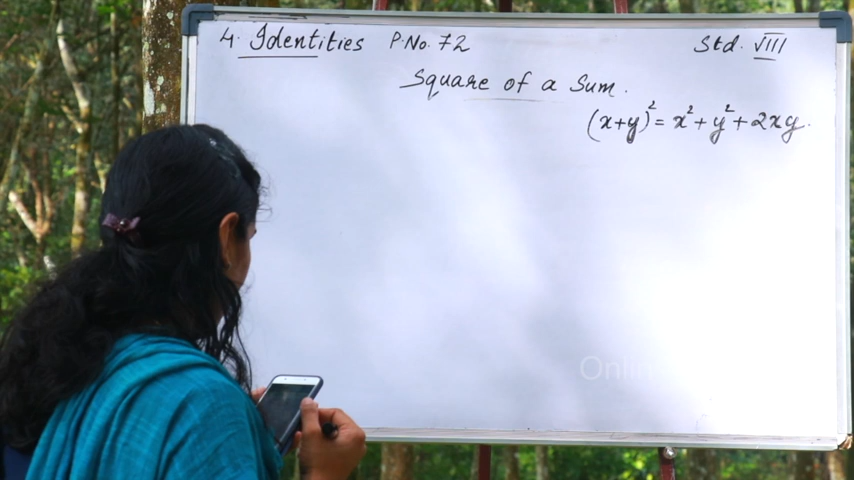 4. Identities P.No. 72 Std. VIII
Square of a Sum.
(x+y)² = x² + y² + 2xy.